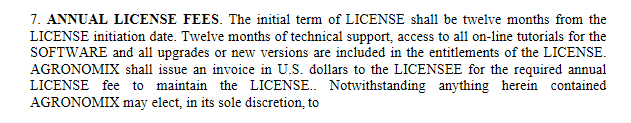 7. ANNUAL LICENSE FEES. The initial term of LICENSE shall be twelve months from the
LICENSE initiation date. Twelve months of technical support, access to all on-line tutorials for the
SOFTWARE and all upgrades or new versions are included in the entitlements of the LICENSE.
AGRONOMIX shall issue an invoice in U.S. dollars to the LICENSEE for the required annual
LICENSE fee to maintain the LICENSE.. Notwithstanding anything herein contained
AGRONOMIX may elect, in its sole discretion, to